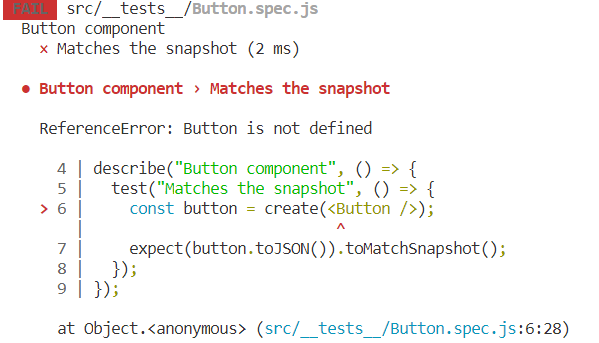 FAIL src/__tests__/Button.spec.js
Button component
× Matches the snapshot (2 ms)
● Button component › Matches the snapshot
ReferenceError: Button is not defined
4 | describe("Button component", () => {
5 | test("Matches the snapshot", () => {
> 6 | const button = create(<Button />);
| ^
7 | expect(button.toJSON()).toMatchSnapshot();
8 | });
9 | });
at Object.<anonymous> (src/__tests__/Button.spec.js:6:28)